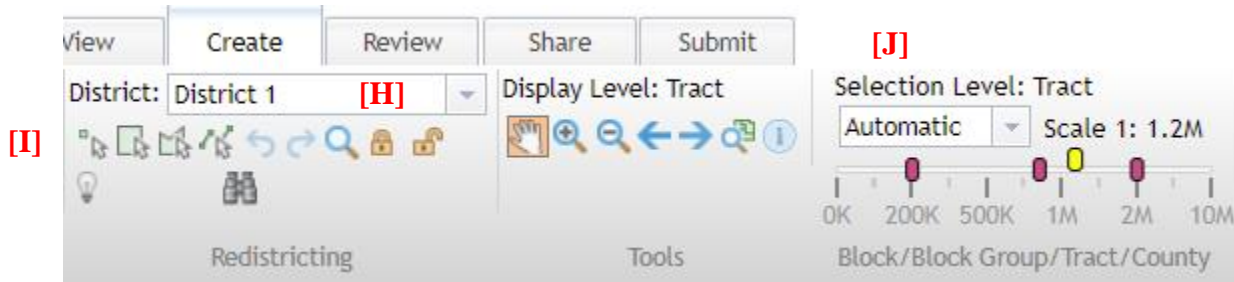 View Create Review Share Submit [J]
District: District 1 [H] Display Level: Tract Selection Level: Tract
[I] Automatic Scale 1: 1.2M
0K 200K 500K 1M 2M 10M
Redistricting Tools Block/Block Group/Tract/County